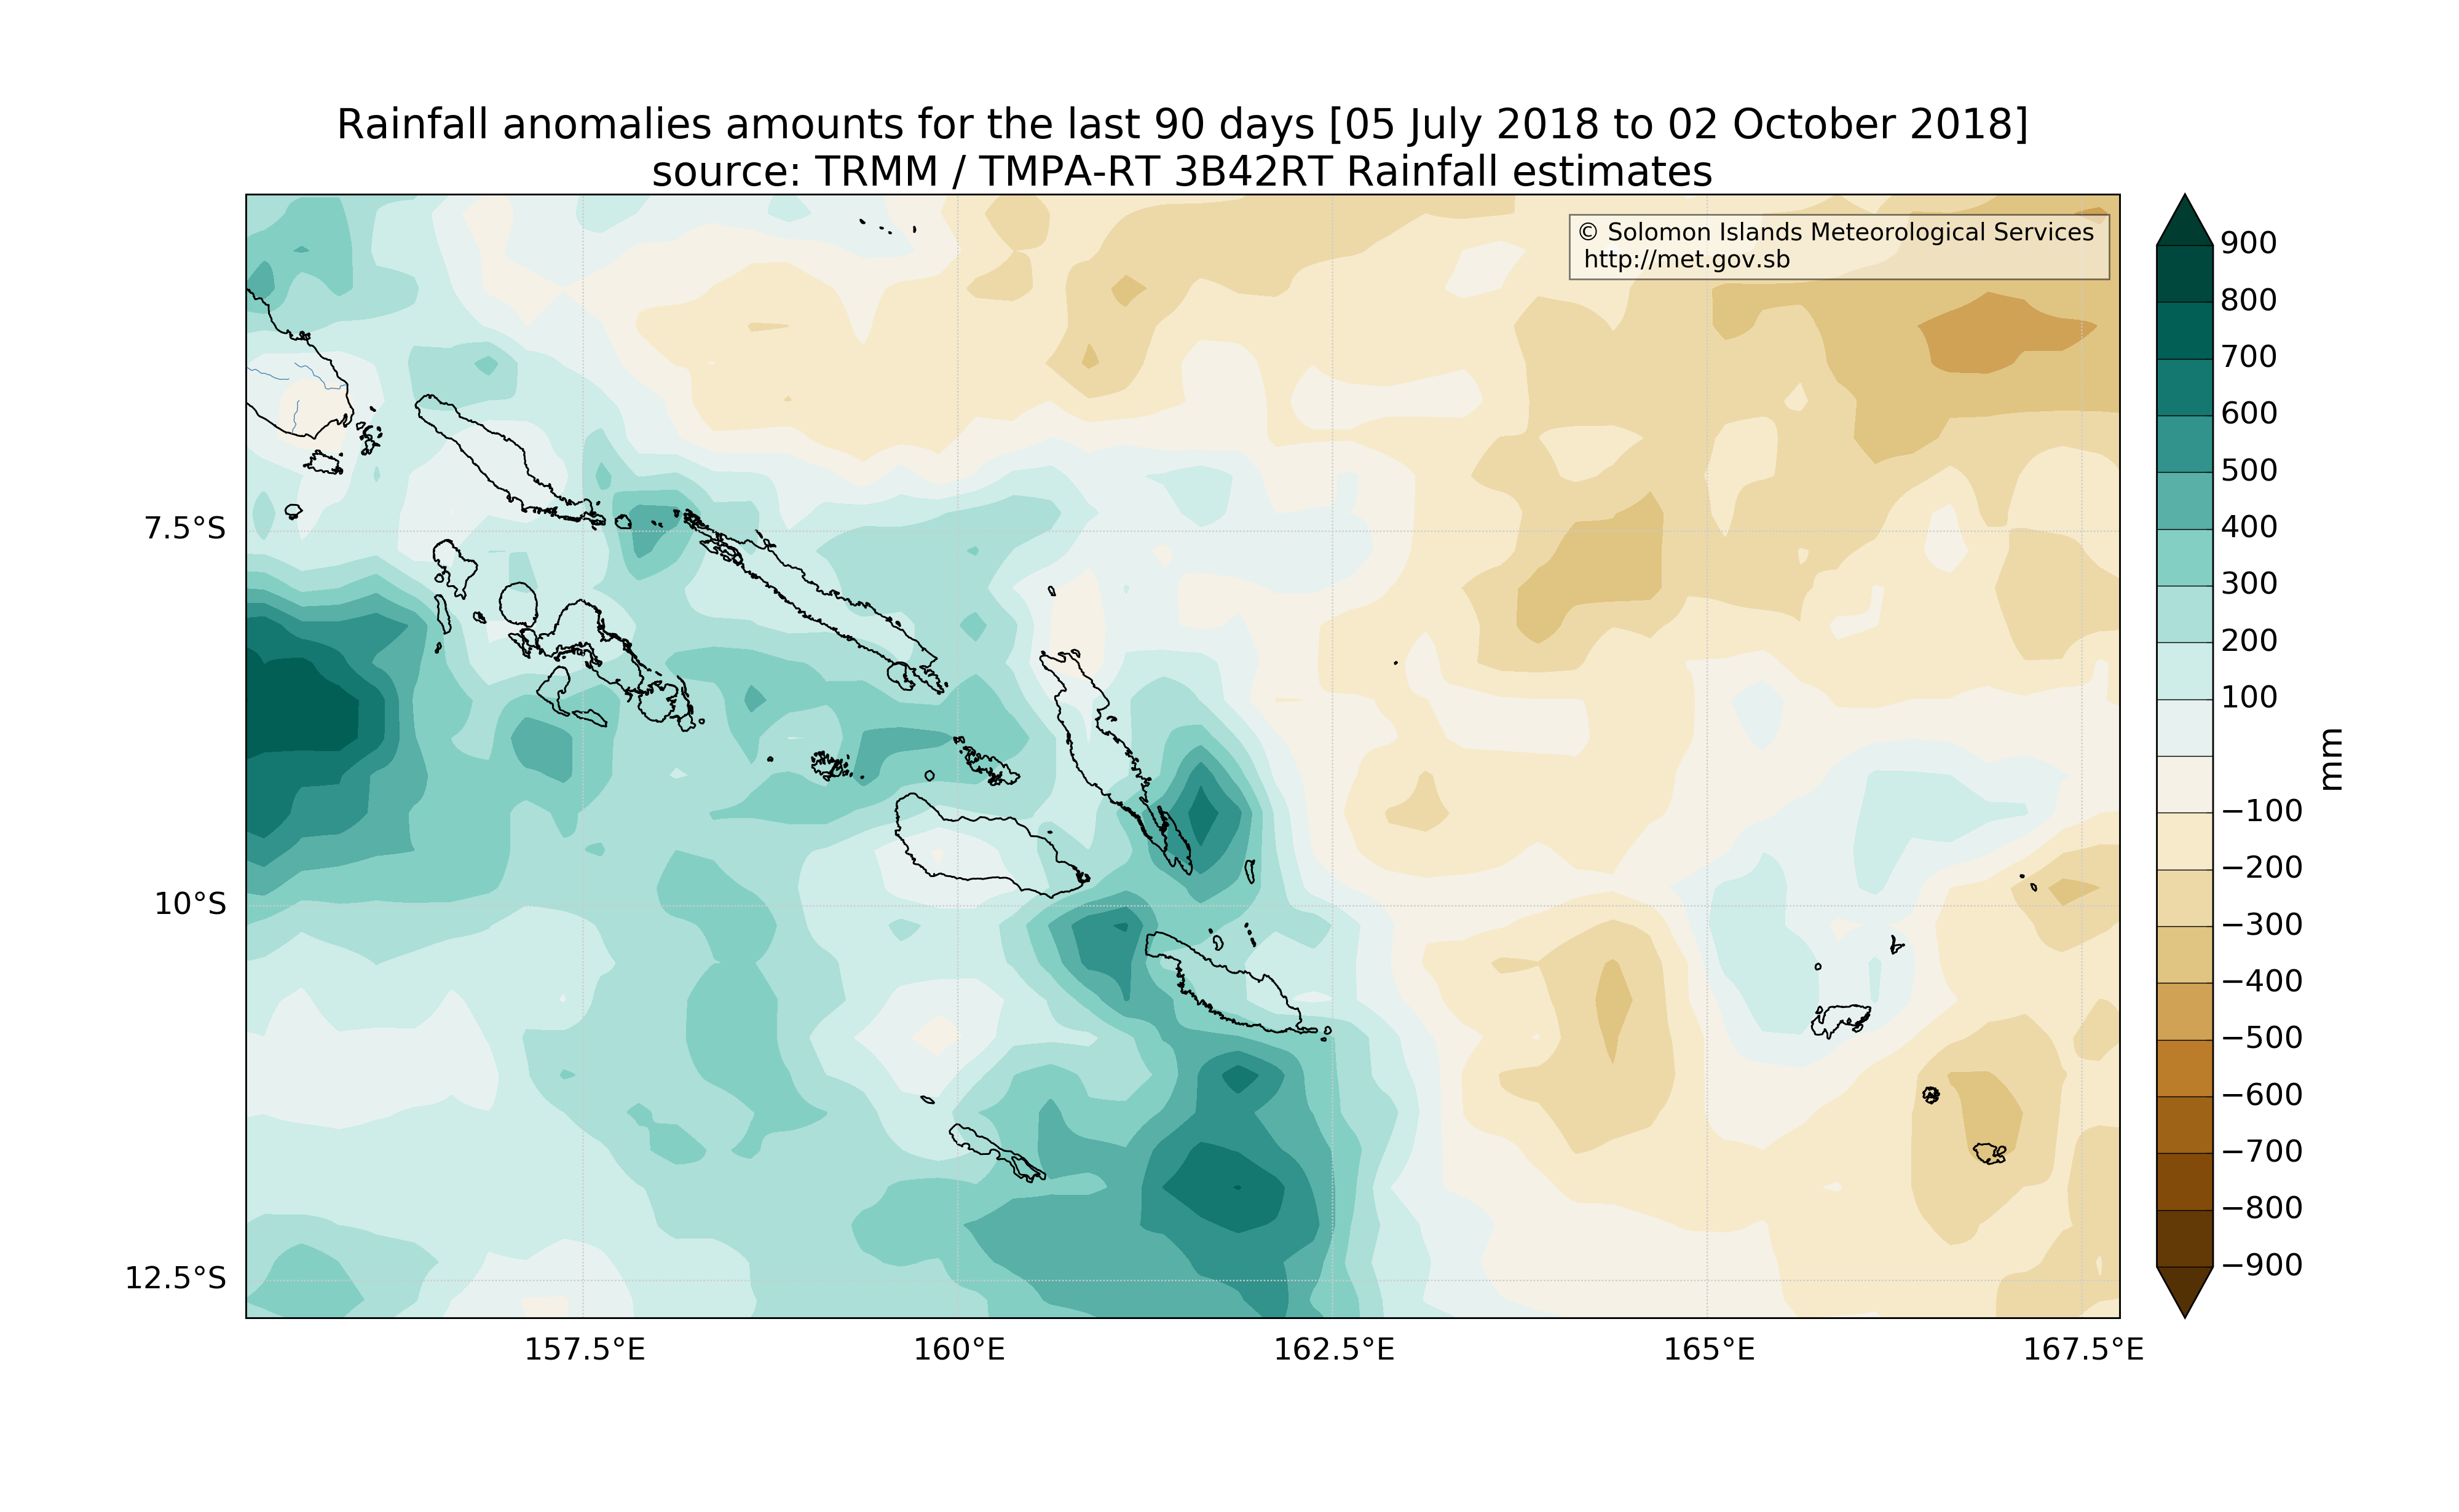 Rainfall anomalies amounts for the last 90 days [05 July 2018 to 02 October 2018]
source: TRMM / TMPA-RT 3B42RT Rainfall estimates
© Solomon Islands Meteorological Services
http://met.gov.sb
7.5°S
10°S
12.5°S
157.5°E
160°E
162.5°E
165°E
167.5°E
900
800
700
600
500
400
300
200
100
−100
−200
−300
−400
−500
−600
−700
−800
−900
mm